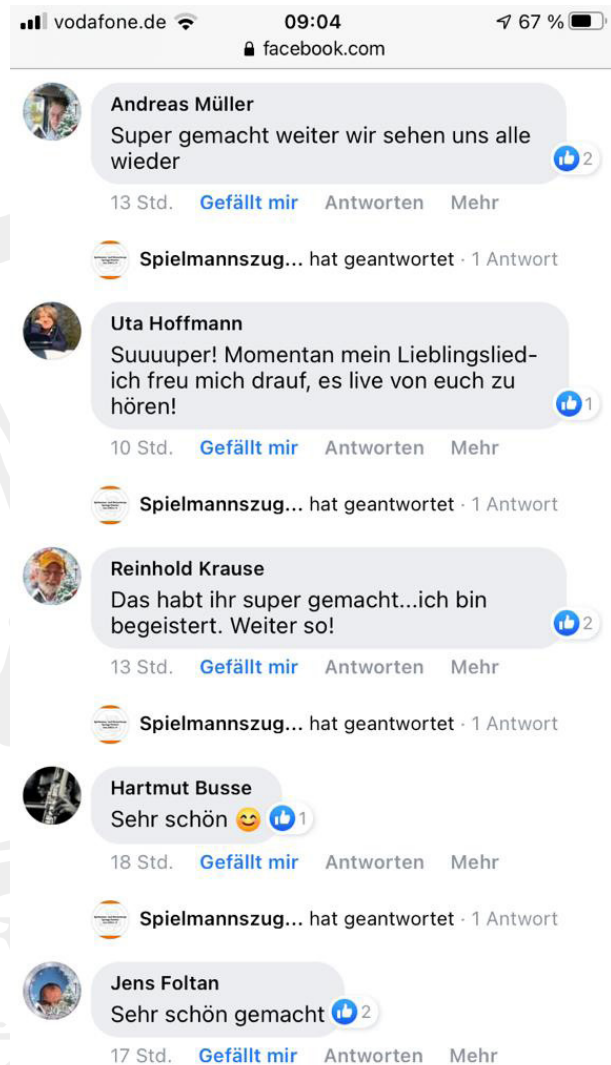 vodafone.de 09:04 67 %
facebook.com
Andreas Müller
Super gemacht weiter wir sehen uns alle
wieder
2
13 Std. Gefällt mir Antworten Mehr
Spielmannszug... hat geantwortet · 1 Antwort
Uta Hoffmann
Suuuuper! Momentan mein Lieblingslied-
ich freu mich drauf, es live von euch zu
hören!
1
10 Std. Gefällt mir Antworten Mehr
Spielmannszug... hat geantwortet · 1 Antwort
Reinhold Krause
Das habt ihr super gemacht...ich bin
begeistert. Weiter so!
2
13 Std. Gefällt mir Antworten Mehr
Spielmannszug... hat geantwortet · 1 Antwort
Hartmut Busse
Sehr schön 😊 1
18 Std. Gefällt mir Antworten Mehr
Spielmannszug... hat geantwortet · 1 Antwort
Jens Foltan
Sehr schön gemacht 2
17 Std. Gefällt mir Antworten Mehr